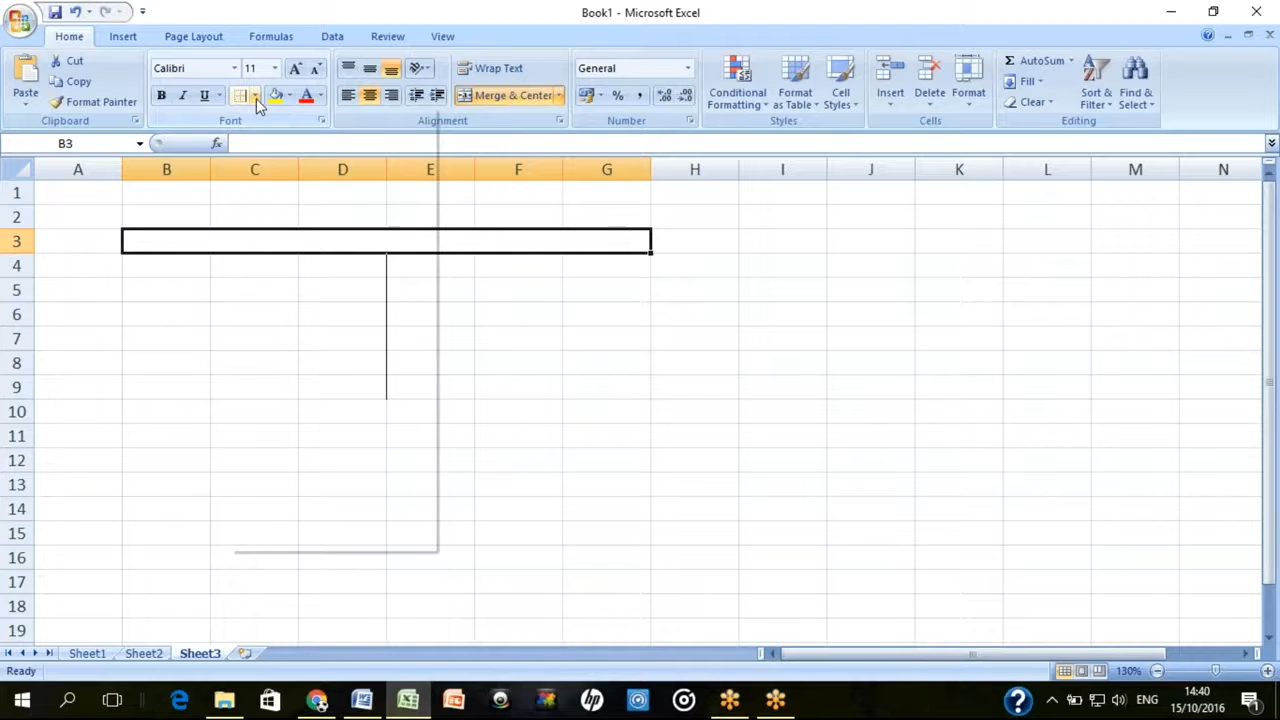 Book1 - Microsoft Excel
Home Insert Page Layout Formulas Data Review View
Paste
Cut
Copy
Format Painter
Clipboard
Calibri 11
B I U A
Font
Wrap Text
Merge & Center
Alignment
General
% ,
Number
Conditional Formatting
Format as Table
Cell Styles
Styles
Insert
Delete
Format
Cells
Σ AutoSum
Fill
Clear
Sort & Filter
Find & Select
Editing
B3 fx
A B C D E F G H I J K L M N
1
2
3
4
5
6
7
8
9
10
11
12
13
14
15
16
17
18
19
Sheet1 Sheet2 Sheet3
Ready 130%
ENG 14:40
15/10/2016